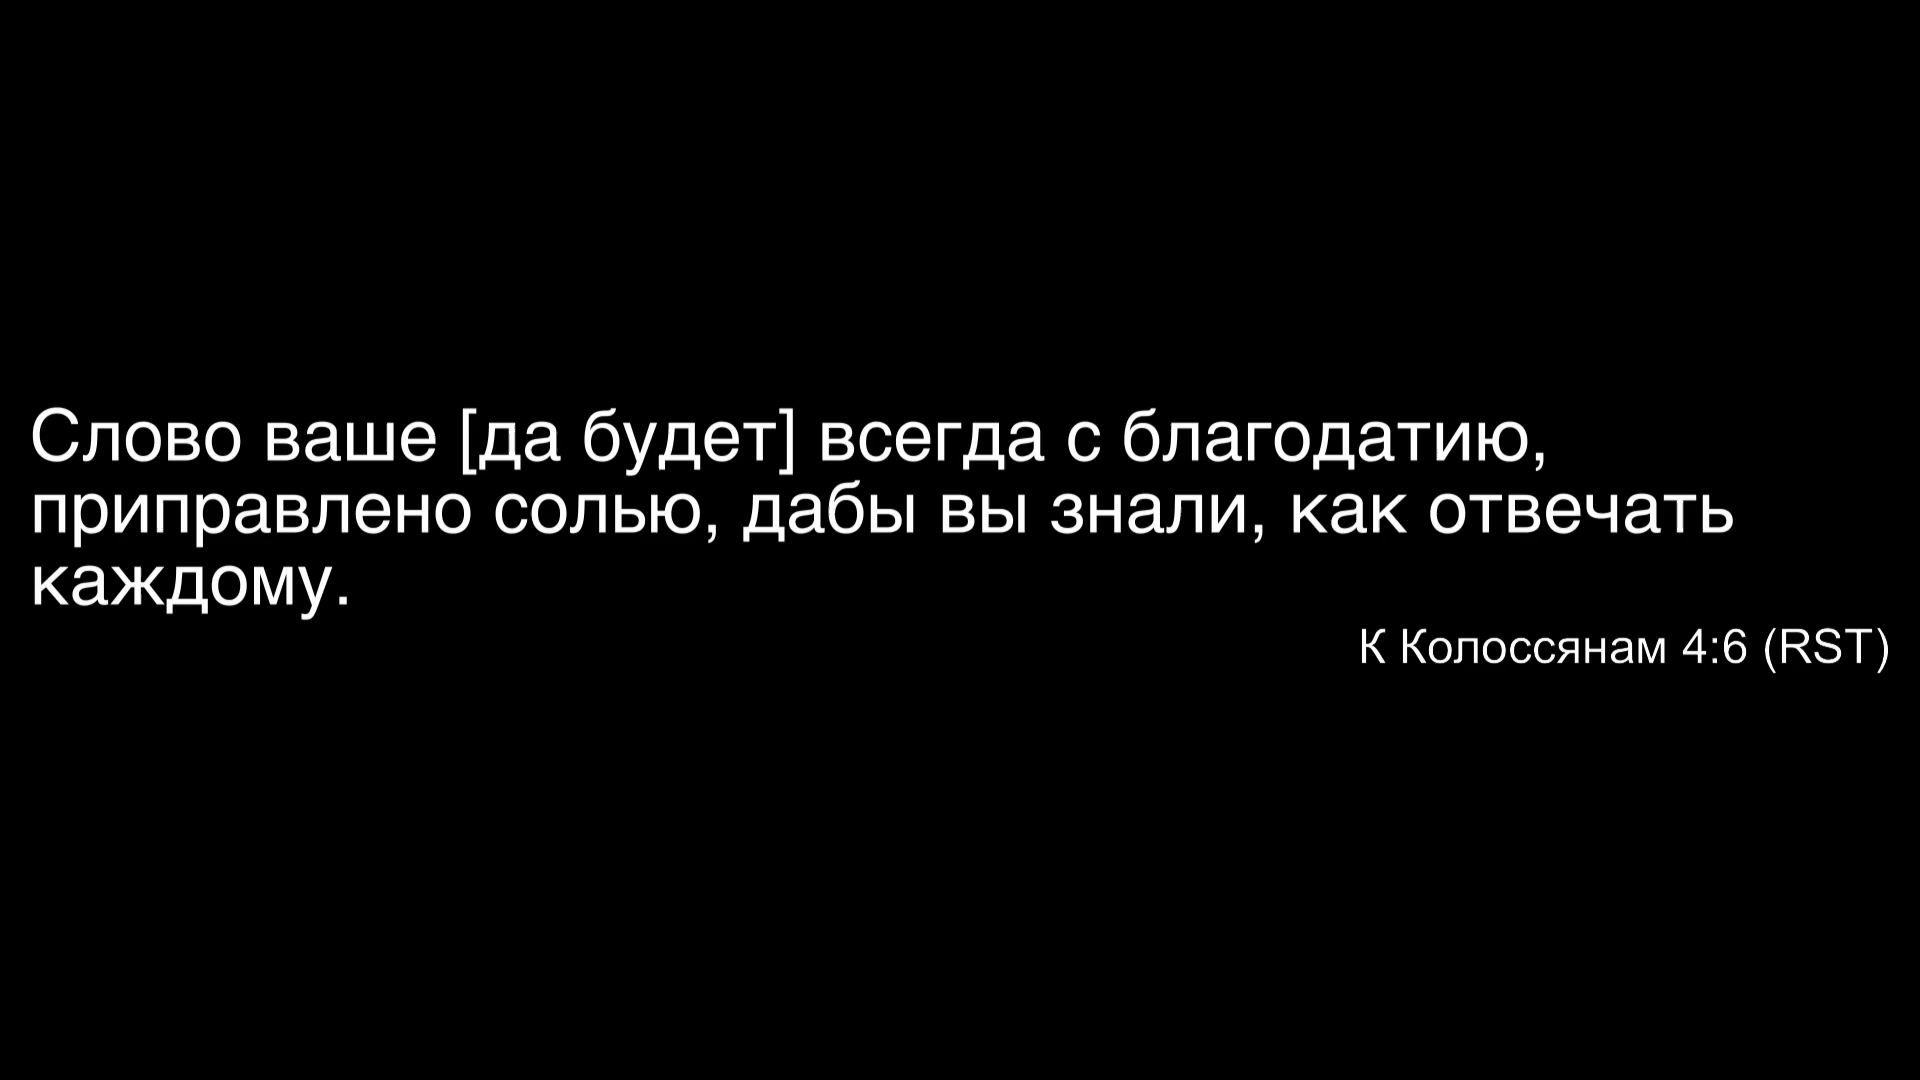 Слово ваше [да будет] всегда с благодатию,
приправлено солью, дабы вы знали, как отвечать
каждому.
К Колоссянам 4:6 (RST)